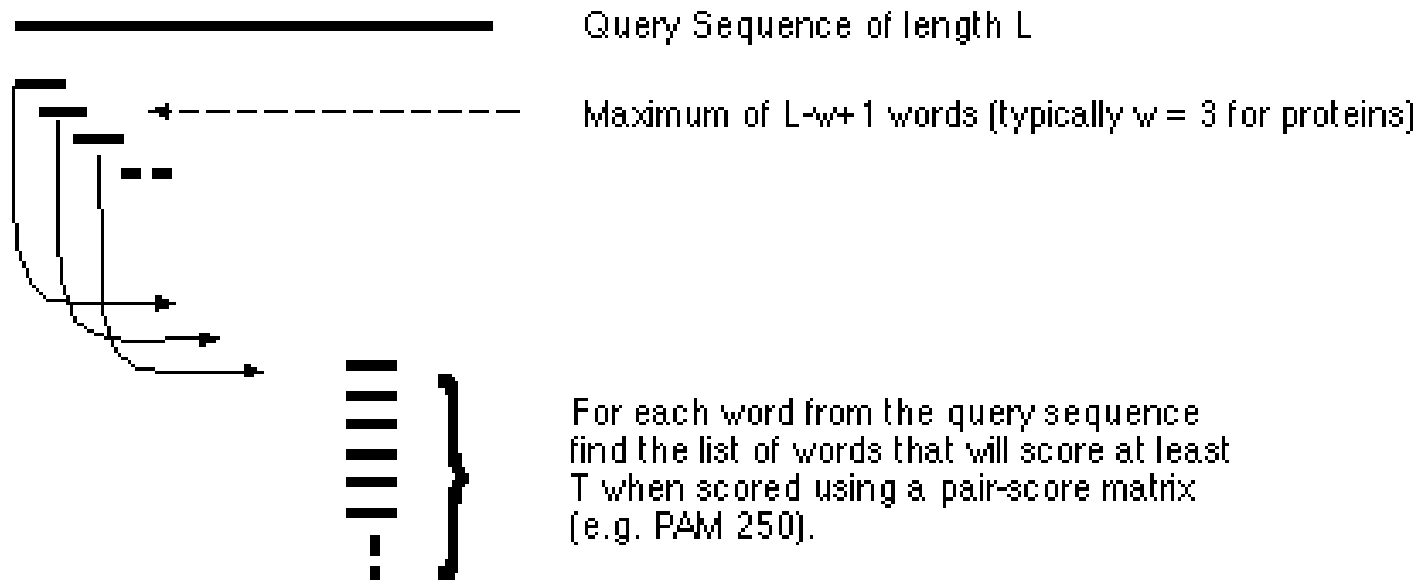 Query Sequence of length L
Maximum of L-w+1 words (typically w = 3 for proteins)
For each word from the query sequence
find the list of words that will score at least
T when scored using a pair-score matrix
(e.g. PAM 250).